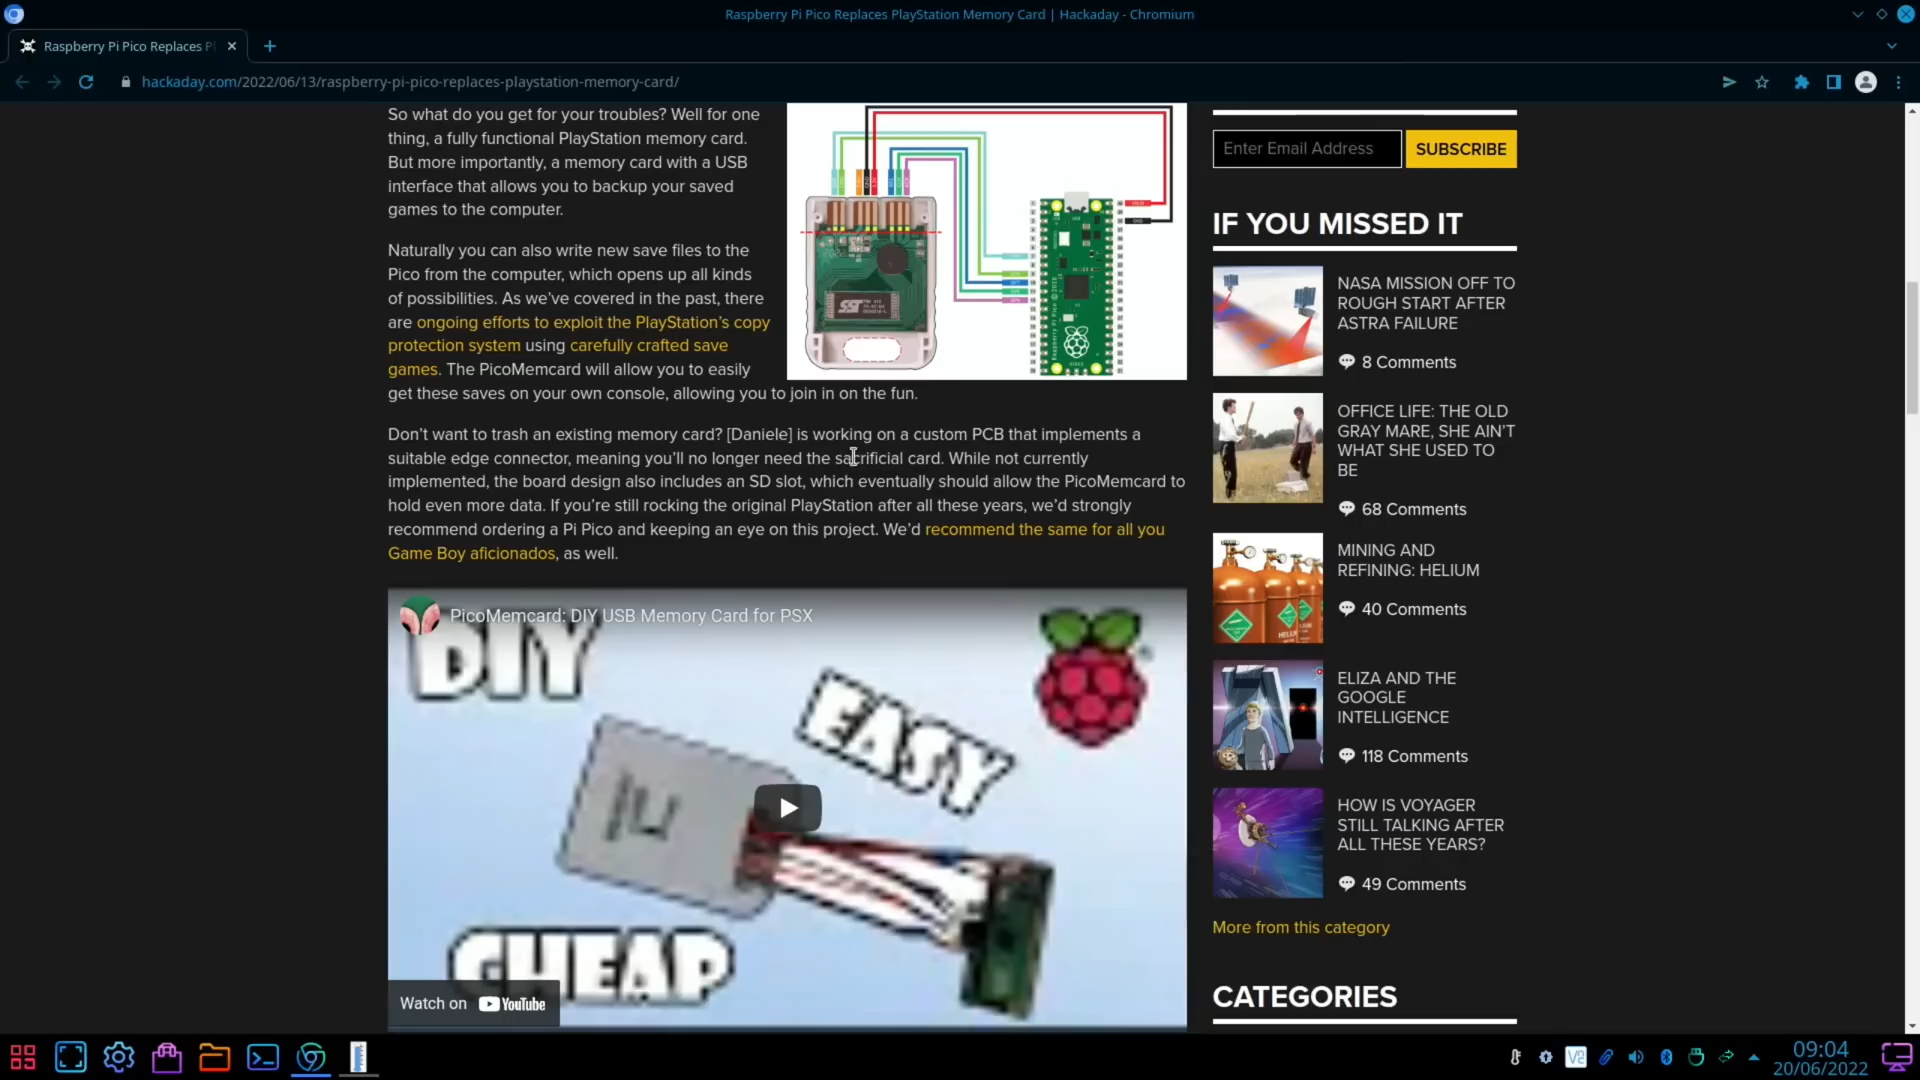 Raspberry Pi Pico Replaces PlayStation Memory Card | Hackaday - Chromium
Raspberry Pi Pico Replaces Pl
hackaday.com/2022/06/13/raspberry-pi-pico-replaces-playstation-memory-card/
So what do you get for your troubles? Well for one
thing, a fully functional PlayStation memory card.
But more importantly, a memory card with a USB
interface that allows you to backup your saved
games to the computer.
Naturally you can also write new save files to the
Pico from the computer, which opens up all kinds
of possibilities. As we’ve covered in the past, there
are ongoing efforts to exploit the PlayStation’s copy
protection system using carefully crafted save
games. The PicoMemcard will allow you to easily
get these saves on your own console, allowing you to join in on the fun.
SST
Raspberry Pi Pico
Don’t want to trash an existing memory card? [Daniele] is working on a custom PCB that implements a
suitable edge connector, meaning you’ll no longer need the sacrificial card. While not currently
implemented, the board design also includes an SD slot, which eventually should allow the PicoMemcard to
hold even more data. If you’re still rocking the original PlayStation after all these years, we’d strongly
recommend ordering a Pi Pico and keeping an eye on this project. We’d recommend the same for all you
Game Boy aficionados, as well.
PicoMemcard: DIY USB Memory Card for PSX
DIY
EASY
CHEAP
Watch on YouTube
Enter Email Address
SUBSCRIBE
IF YOU MISSED IT
NASA MISSION OFF TO
ROUGH START AFTER
ASTRA FAILURE
8 Comments
OFFICE LIFE: THE OLD
GRAY MARE, SHE AIN’T
WHAT SHE USED TO
BE
68 Comments
MINING AND
REFINING: HELIUM
40 Comments
ELIZA AND THE
GOOGLE
INTELLIGENCE
118 Comments
HOW IS VOYAGER
STILL TALKING AFTER
ALL THESE YEARS?
49 Comments
More from this category
CATEGORIES
09:04
20/06/2022